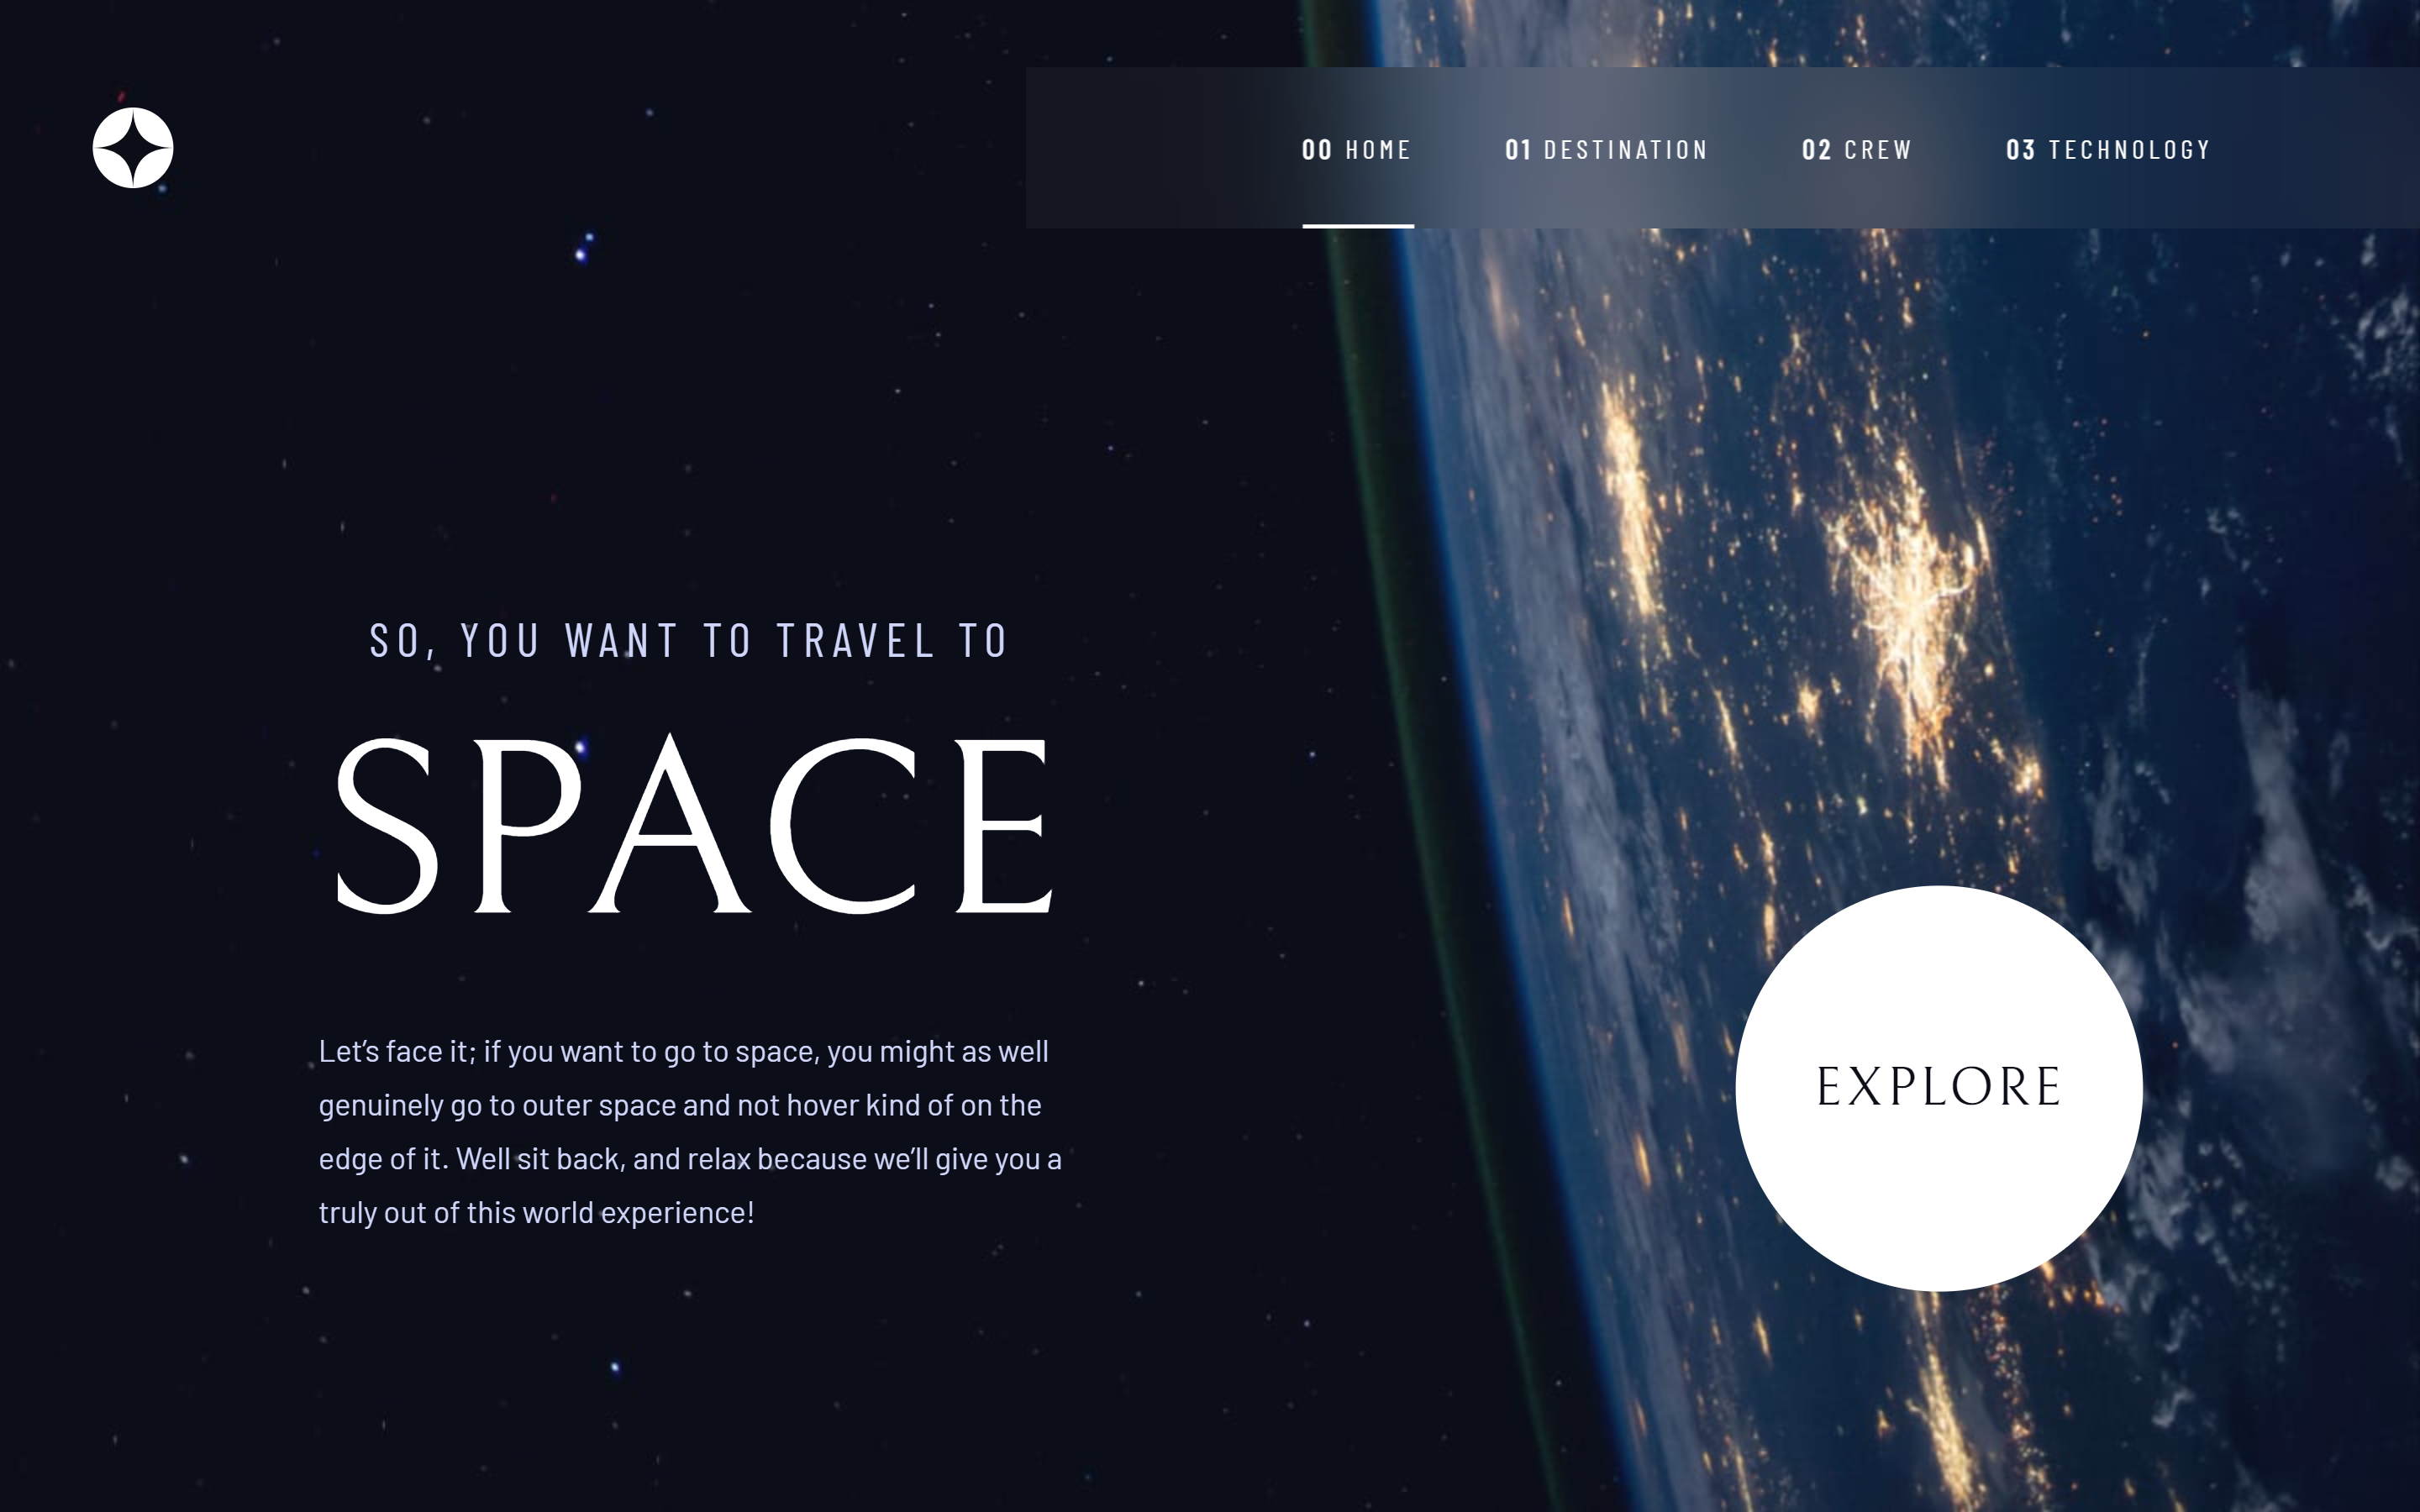 00 HOME 01 DESTINATION 02 CREW 03 TECHNOLOGY
SO, YOU WANT TO TRAVEL TO
SPACE
Let’s face it; if you want to go to space, you might as well
genuinely go to outer space and not hover kind of on the
edge of it. Well sit back, and relax because we’ll give you a
truly out of this world experience!
EXPLORE